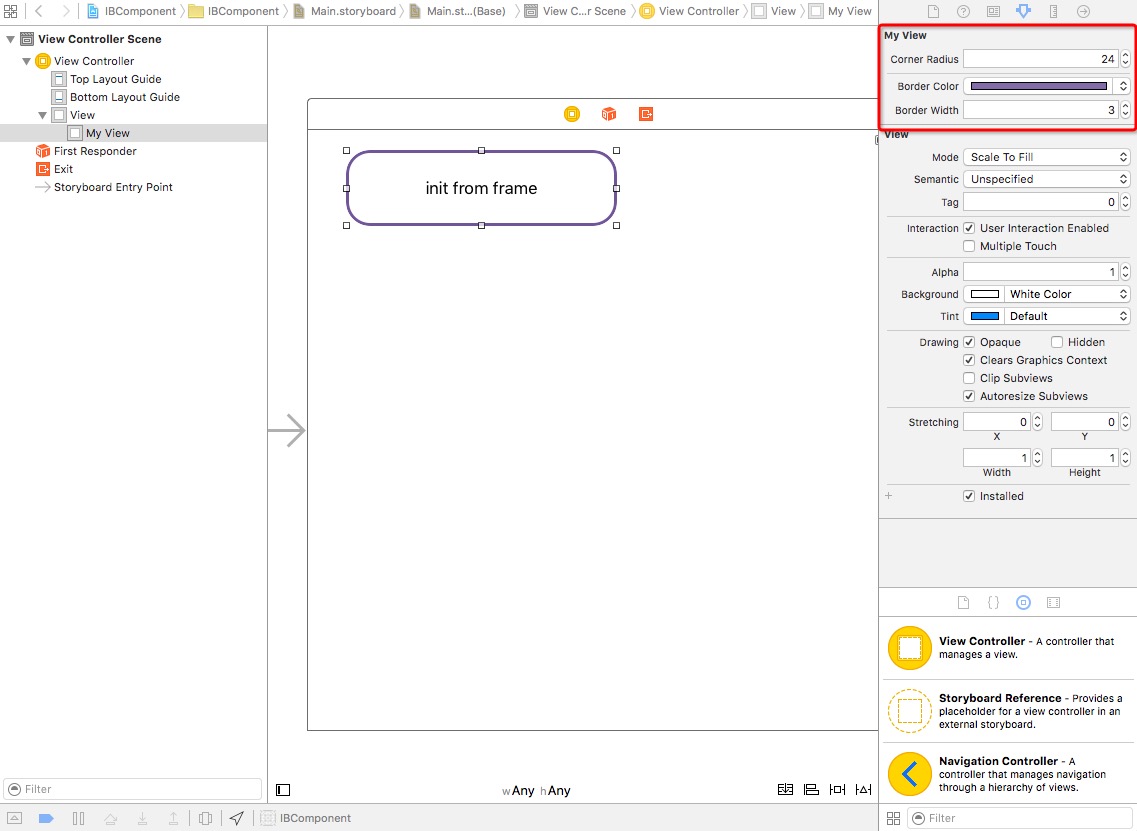 IBComponent IBComponent Main.storyboard Main.st...(Base) View C...r Scene View Controller View My View
View Controller Scene
View Controller
Top Layout Guide
Bottom Layout Guide
View
My View
First Responder
Exit
Storyboard Entry Point
Filter
init from frame
wAny hAny
IBComponent
My View
Corner Radius 24
Border Color
Border Width 3
View
Mode Scale To Fill
Semantic Unspecified
Tag 0
Interaction User Interaction Enabled
Multiple Touch
Alpha 1
Background White Color
Tint Default
Drawing Opaque Hidden
Clears Graphics Context
Clip Subviews
Autoresize Subviews
Stretching 0 0
X Y
1 1
Width Height
Installed
View Controller - A controller that
manages a view.
Storyboard Reference - Provides a
placeholder for a view controller in an
external storyboard.
Navigation Controller - A
controller that manages navigation
through a hierarchy of views.
Filter